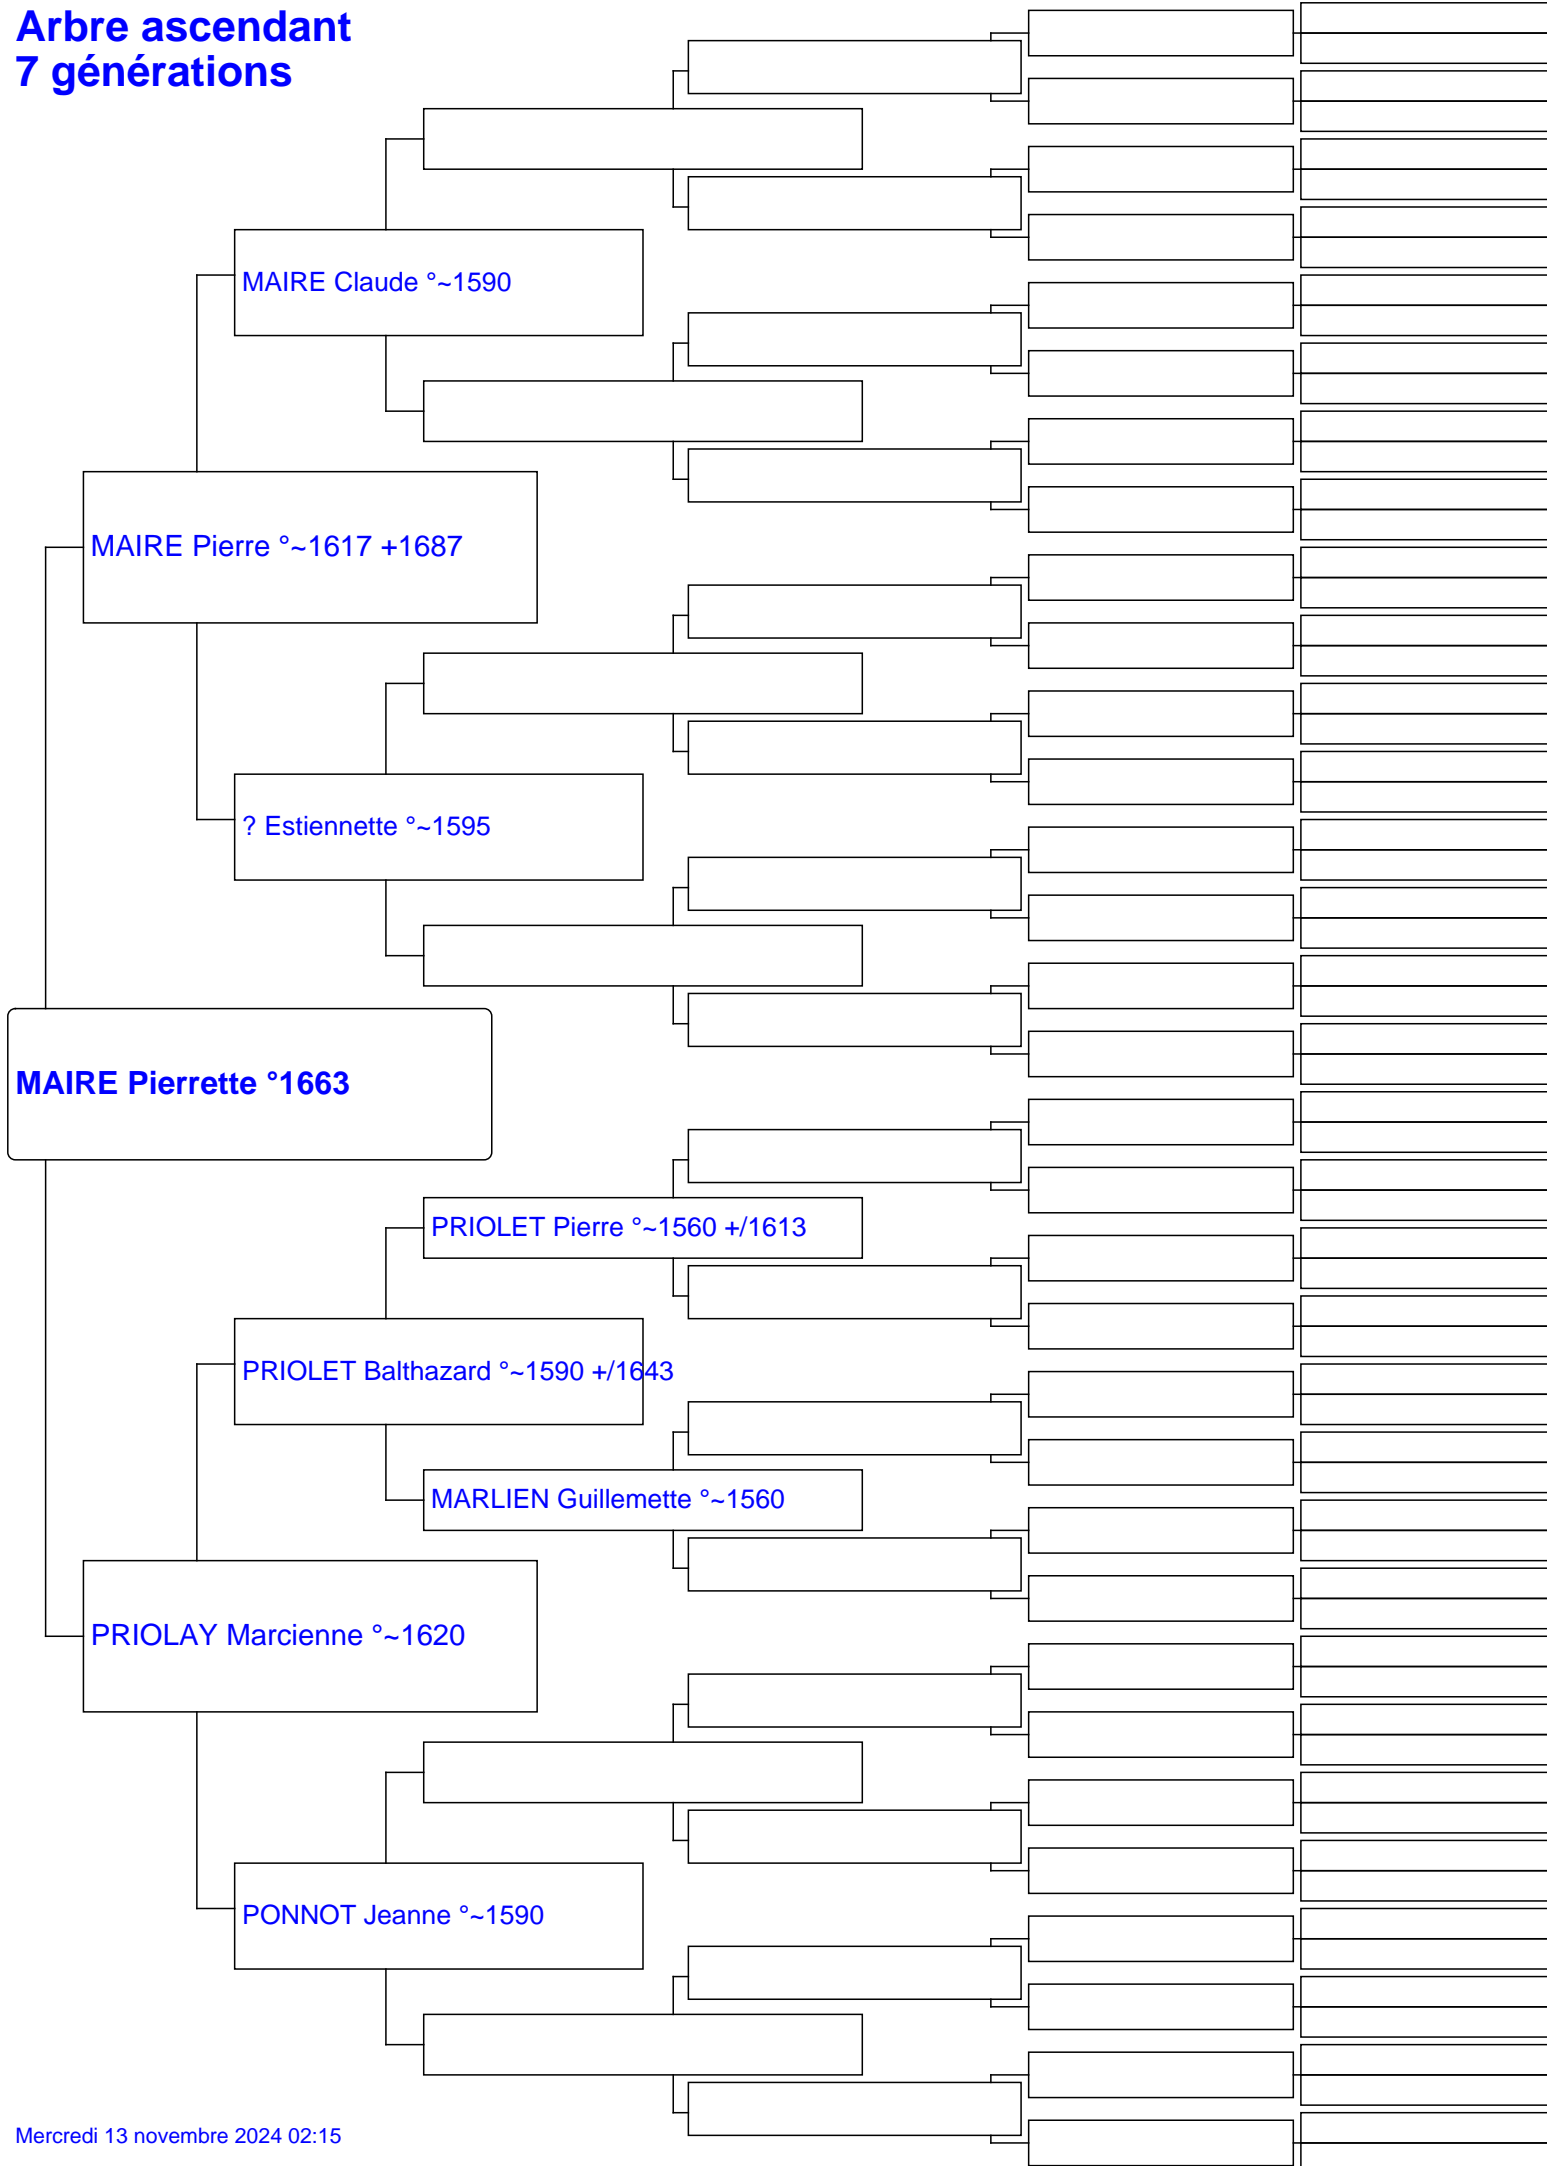 Arbre ascendant
7 générations
MAIRE Claude °~1590
MAIRE Pierre °~1617 +1687
? Estiennette °~1595
MAIRE Pierrette °1663
PRIOLET Pierre °~1560 +/1613
PRIOLET Balthazard °~1590 +/1643
MARLIEN Guillemette °~1560
PRIOLAY Marcienne °~1620
PONNOT Jeanne °~1590
Mercredi 13 novembre 2024 02:15